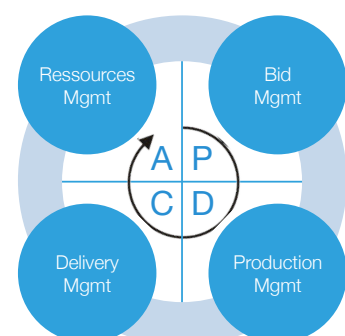 Ressources
Mgmt
Bid
Mgmt
A P
C D
Delivery
Mgmt
Production
Mgmt